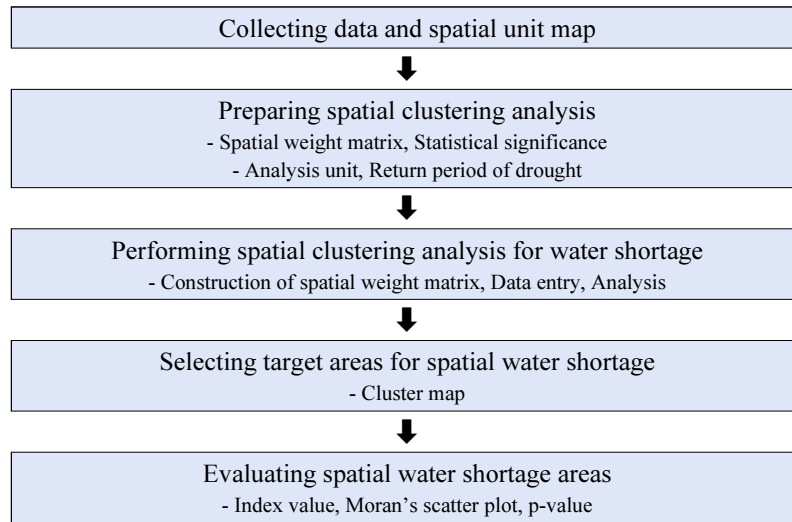 Collecting data and spatial unit map
Preparing spatial clustering analysis
- Spatial weight matrix, Statistical significance
- Analysis unit, Return period of drought
Performing spatial clustering analysis for water shortage
- Construction of spatial weight matrix, Data entry, Analysis
Selecting target areas for spatial water shortage
- Cluster map
Evaluating spatial water shortage areas
- Index value, Moran’s scatter plot, p-value